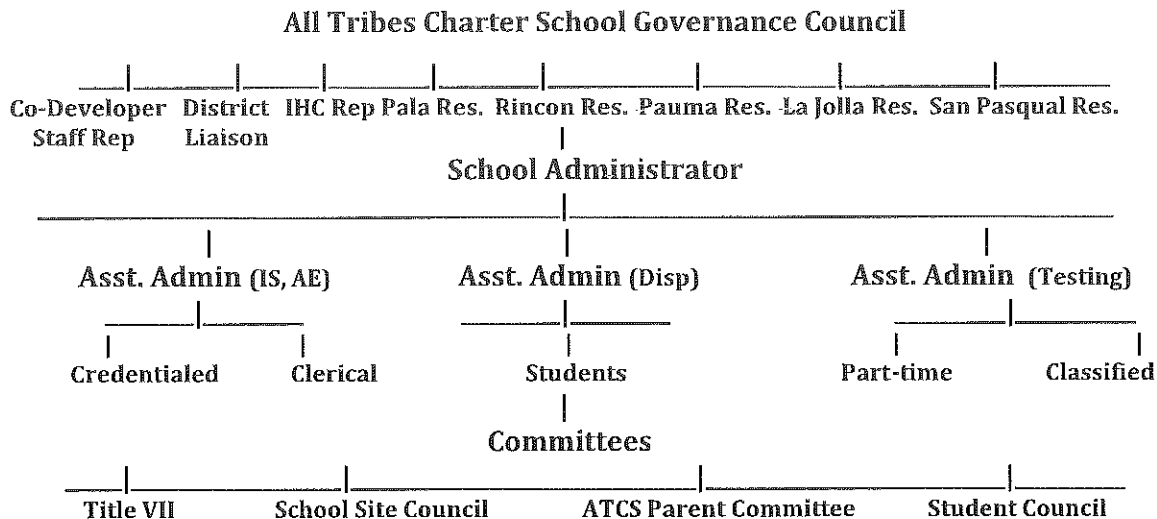 All Tribes Charter School Governance Council
Co-Developer District IHC Rep Pala Res. Rincon Res. Pauma Res. La Jolla Res. San Pasqual Res.
Staff Rep Liaison
School Administrator
Asst. Admin (IS, AE) Asst. Admin (Disp) Asst. Admin (Testing)
Credentialed Clerical Students Part-time Classified
Committees
Title VII School Site Council ATCS Parent Committee Student Council